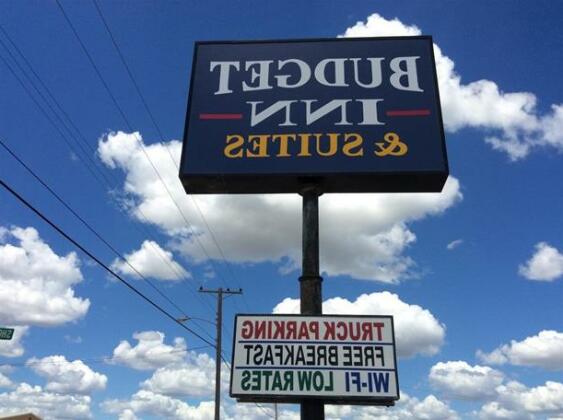 BUDGET
INN
& SUITES
TRUCK PARKING
FREE BREAKFAST
WI-FI LOW RATES